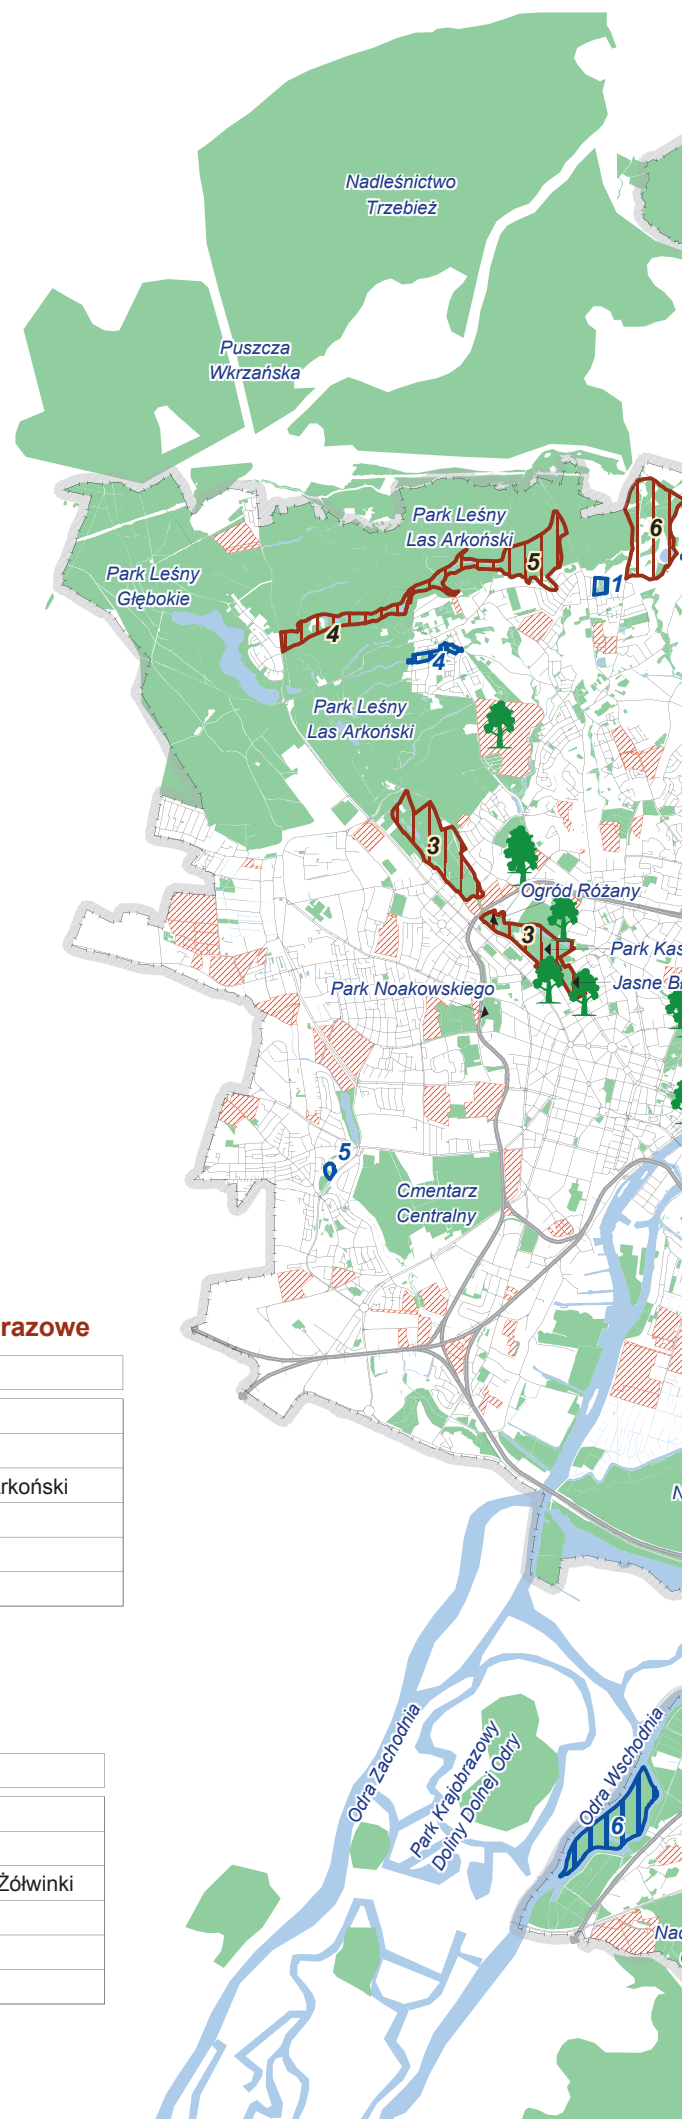 Nadleśnictwo
Trzebież
Puszcza
Wkrzańska
Park Leśny
Las Arkoński
6
5
1
Park Leśny
Głębokie
4
4
Park Leśny
Las Arkoński
3
Ogród Różany
3
Park Kas
Jasne B
Park Noakowskiego
5
Cmentarz
Centralny
razowe
rkoński
N
Odra Zachodnia
Park Krajobrazowy
Doliny Dolnej Odry
Odra Wschodnia
6
Żółwinki
Nad